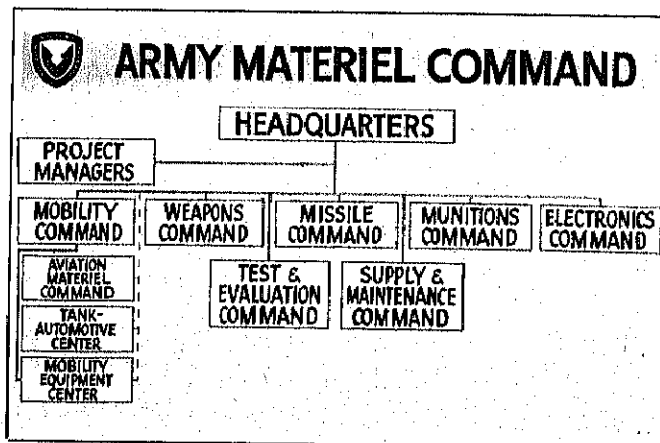 ARMY MATERIEL COMMAND
HEADQUARTERS
PROJECT
MANAGERS
MOBILITY
COMMAND
WEAPONS
COMMAND
MISSILE
COMMAND
MUNITIONS
COMMAND
ELECTRONICS
COMMAND
AVIATION
MATERIEL
COMMAND
TANK-
AUTOMOTIVE
CENTER
MOBILITY
EQUIPMENT
CENTER
TEST &
EVALUATION
COMMAND
SUPPLY &
MAINTENANCE
COMMAND